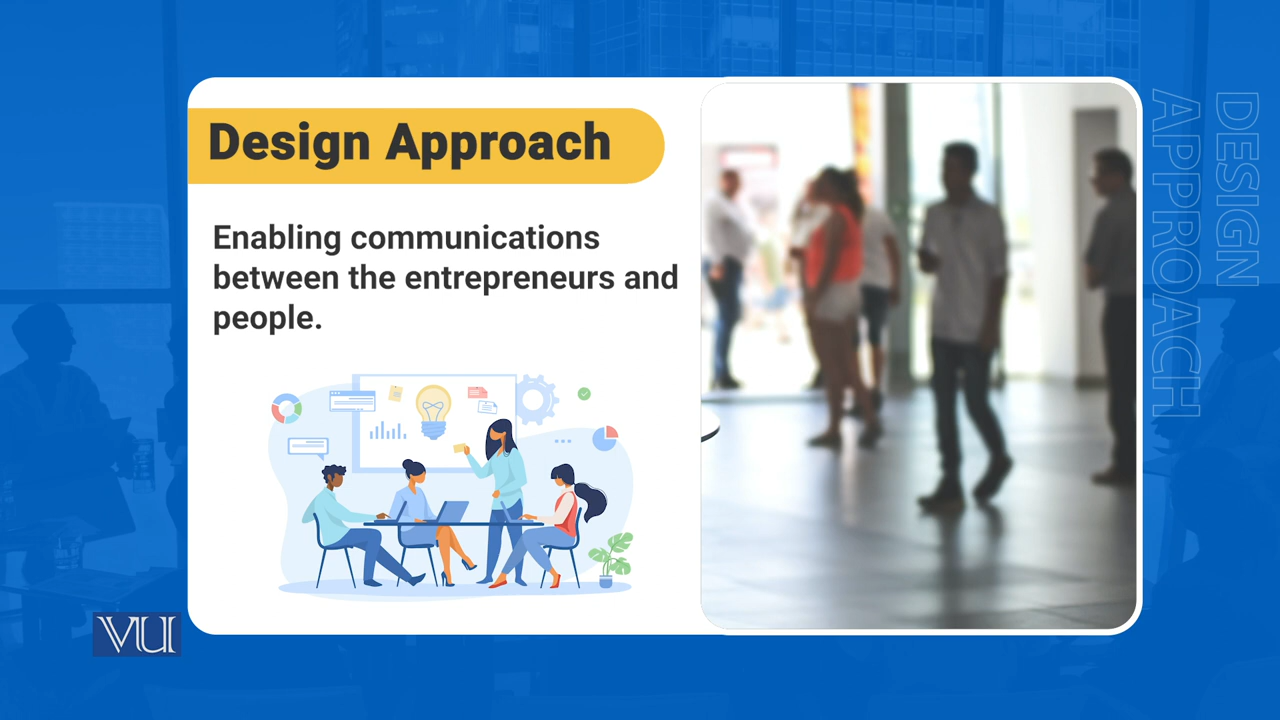 Design Approach
Enabling communications
between the entrepreneurs and
people.
DESIGN
APPROACH
VU